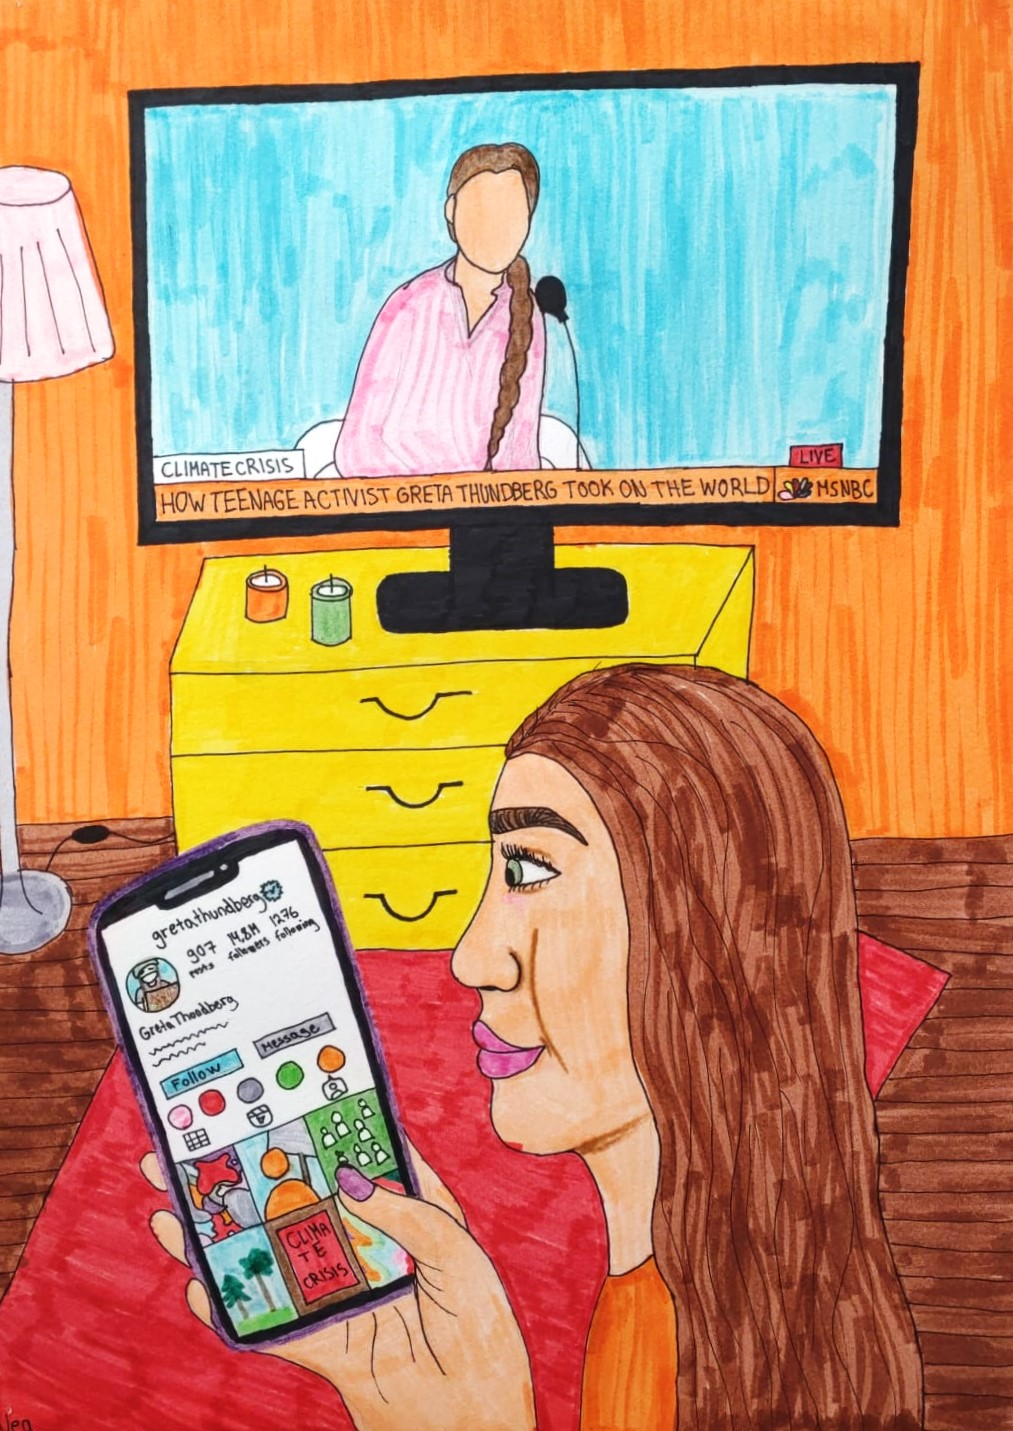 CLIMATE CRISIS
LIVE
HOW TEENAGE ACTIVIST GRETA THUNDBERG TOOK ON THE WORLD
MSNBC
gretathundberg
907 14,8M 1276
posts followers following
Greta Thoodberg
Follow
Message
CLIMA
TE
CRISIS